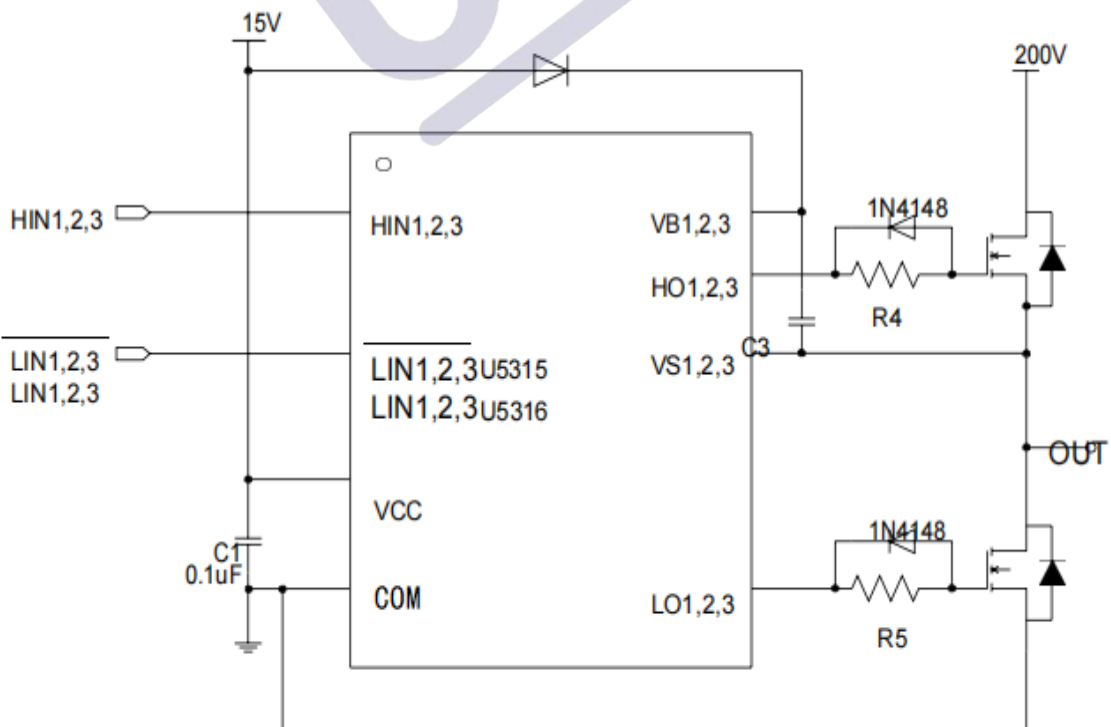 15V
200V
HIN1,2,3
HIN1,2,3
VB1,2,3
1N4148
HO1,2,3
R4
LIN1,2,3
LIN1,2,3
LIN1,2,3U5315
LIN1,2,3U5316
C3
VS1,2,3
OUT
VCC
C1
0.1uF
COM
LO1,2,3
1N4148
R5